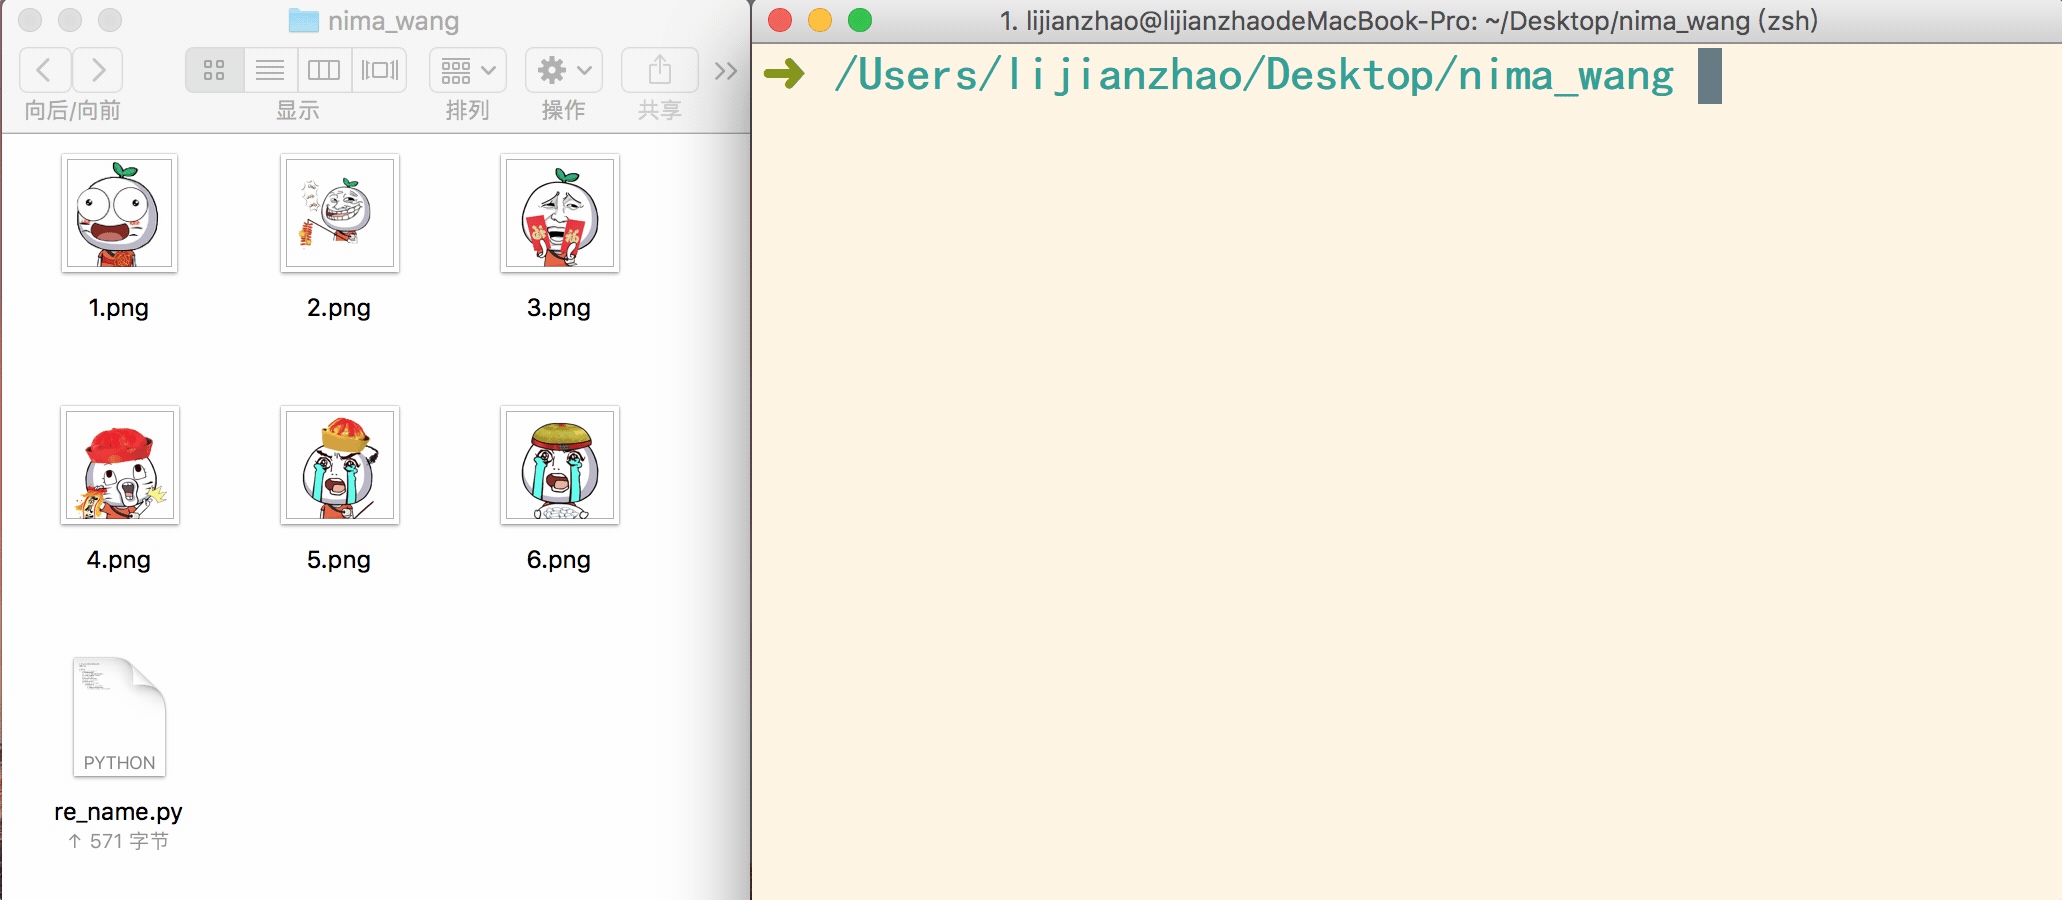 nima_wang
向后/向前
显示
排列
操作
共享
1.png
2.png
3.png
4.png
5.png
6.png
PYTHON
re_name.py
↑ 571 字节
1. lijianzhao@lijianzhaodeMacBook-Pro: ~/Desktop/nima_wang (zsh)
➜ /Users/lijianzhao/Desktop/nima_wang